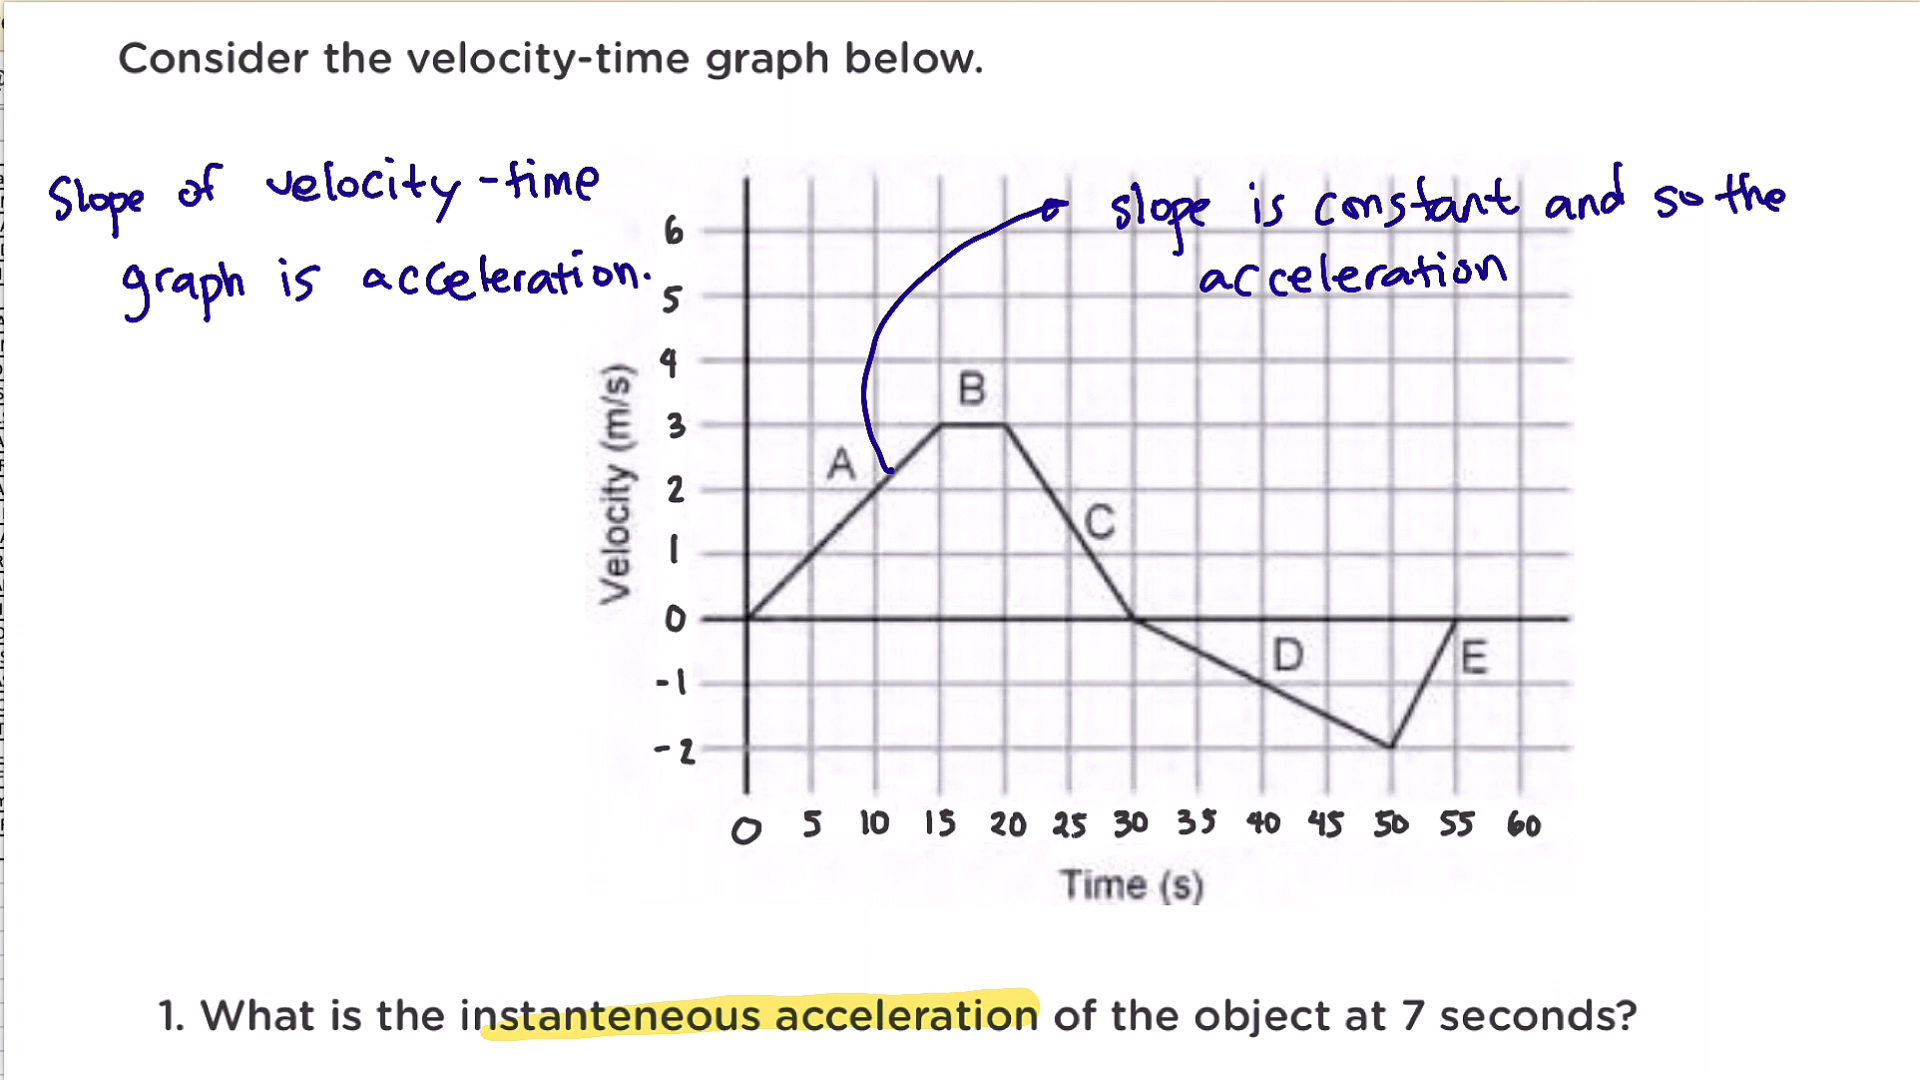 Consider the velocity-time graph below.
Slope of velocity-time
graph is acceleration.
slope is constant and so the
acceleration
6
5
4
3
2
1
0
-1
-2
Velocity (m/s)
A
B
C
D
E
0 5 10 15 20 25 30 35 40 45 50 55 60
Time (s)
1. What is the instanteneous acceleration of the object at 7 seconds?